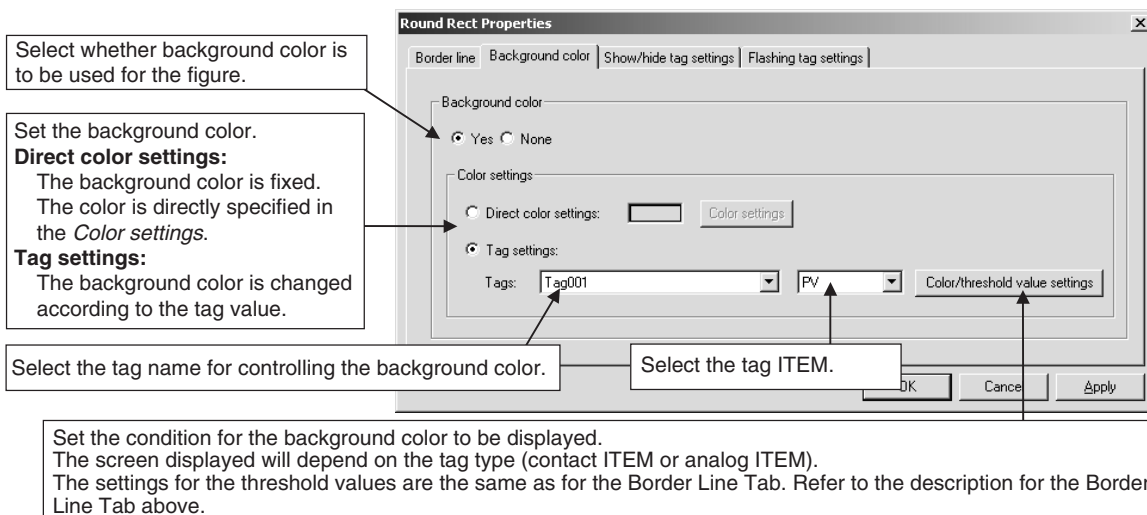 Round Rect Properties
Select whether background color is
to be used for the figure.
Border line Background color Show/hide tag settings Flashing tag settings
Background color
Yes None
Set the background color.
Direct color settings:
The background color is fixed.
The color is directly specified in
the Color settings.
Tag settings:
The background color is changed
according to the tag value.
Color settings
Direct color settings: Color settings
Tag settings:
Tags: Tag001 PV Color/threshold value settings
Select the tag name for controlling the background color.
Select the tag ITEM.
OK Cancel Apply
Set the condition for the background color to be displayed.
The screen displayed will depend on the tag type (contact ITEM or analog ITEM).
The settings for the threshold values are the same as for the Border Line Tab. Refer to the description for the Border
Line Tab above.